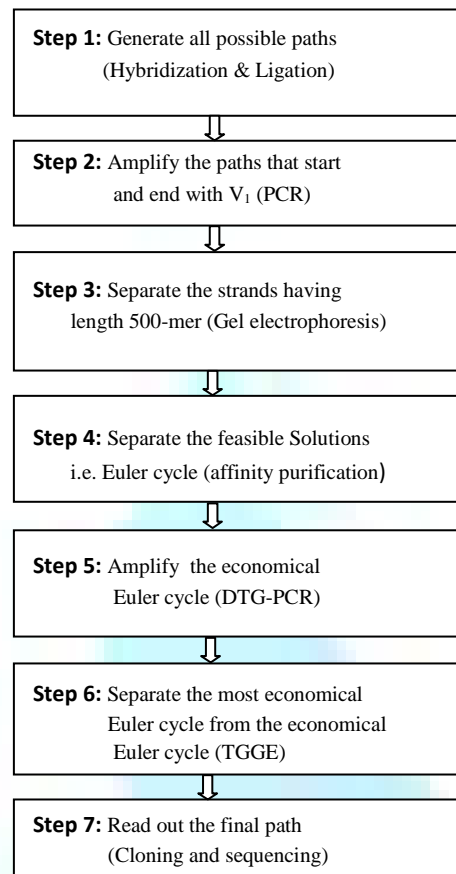 Step 1: Generate all possible paths
(Hybridization & Ligation)
Step 2: Amplify the paths that start
and end with V₁ (PCR)
Step 3: Separate the strands having
length 500-mer (Gel electrophoresis)
Step 4: Separate the feasible Solutions
i.e. Euler cycle (affinity purification)
Step 5: Amplify the economical
Euler cycle (DTG-PCR)
Step 6: Separate the most economical
Euler cycle from the economical
Euler cycle (TGGE)
Step 7: Read out the final path
(Cloning and sequencing)